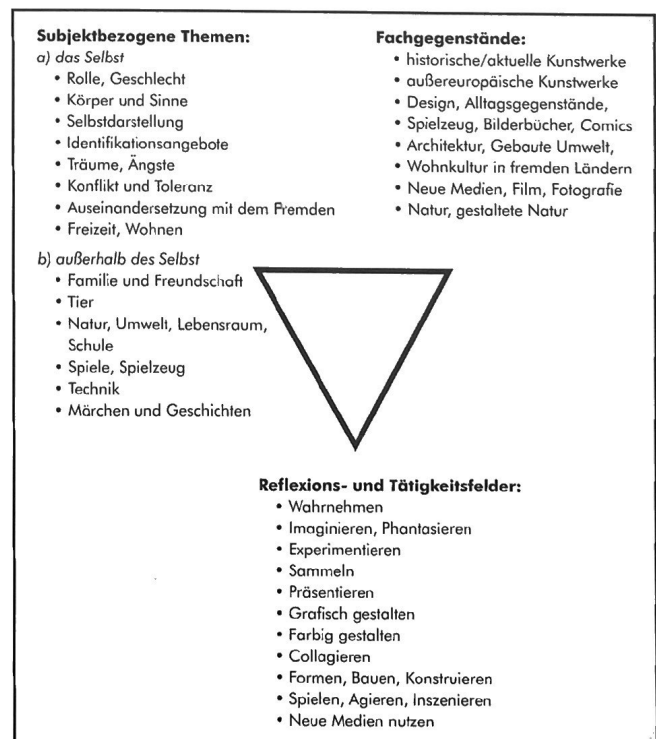 Subjektbezogene Themen:
a) das Selbst
• Rolle, Geschlecht
• Körper und Sinne
• Selbstdarstellung
• Identifikationsangebote
• Träume, Ängste
• Konflikt und Toleranz
• Auseinandersetzung mit dem Fremden
• Freizeit, Wohnen
b) außerhalb des Selbst
• Familie und Freundschaft
• Tier
• Natur, Umwelt, Lebensraum,
Schule
• Spiele, Spielzeug
• Technik
• Märchen und Geschichten
Fachgegenstände:
• historische/aktuelle Kunstwerke
• außereuropäische Kunstwerke
• Design, Alltagsgegenstände,
• Spielzeug, Bilderbücher, Comics
• Architektur, Gebaute Umwelt,
• Wohnkultur in fremden Ländern
• Neue Medien, Film, Fotografie
• Natur, gestaltete Natur
Reflexions- und Tätigkeitsfelder:
• Wahrnehmen
• Imaginieren, Phantasieren
• Experimentieren
• Sammeln
• Präsentieren
• Grafisch gestalten
• Farbig gestalten
• Collagieren
• Formen, Bauen, Konstruieren
• Spielen, Agieren, Inszenieren
• Neue Medien nutzen